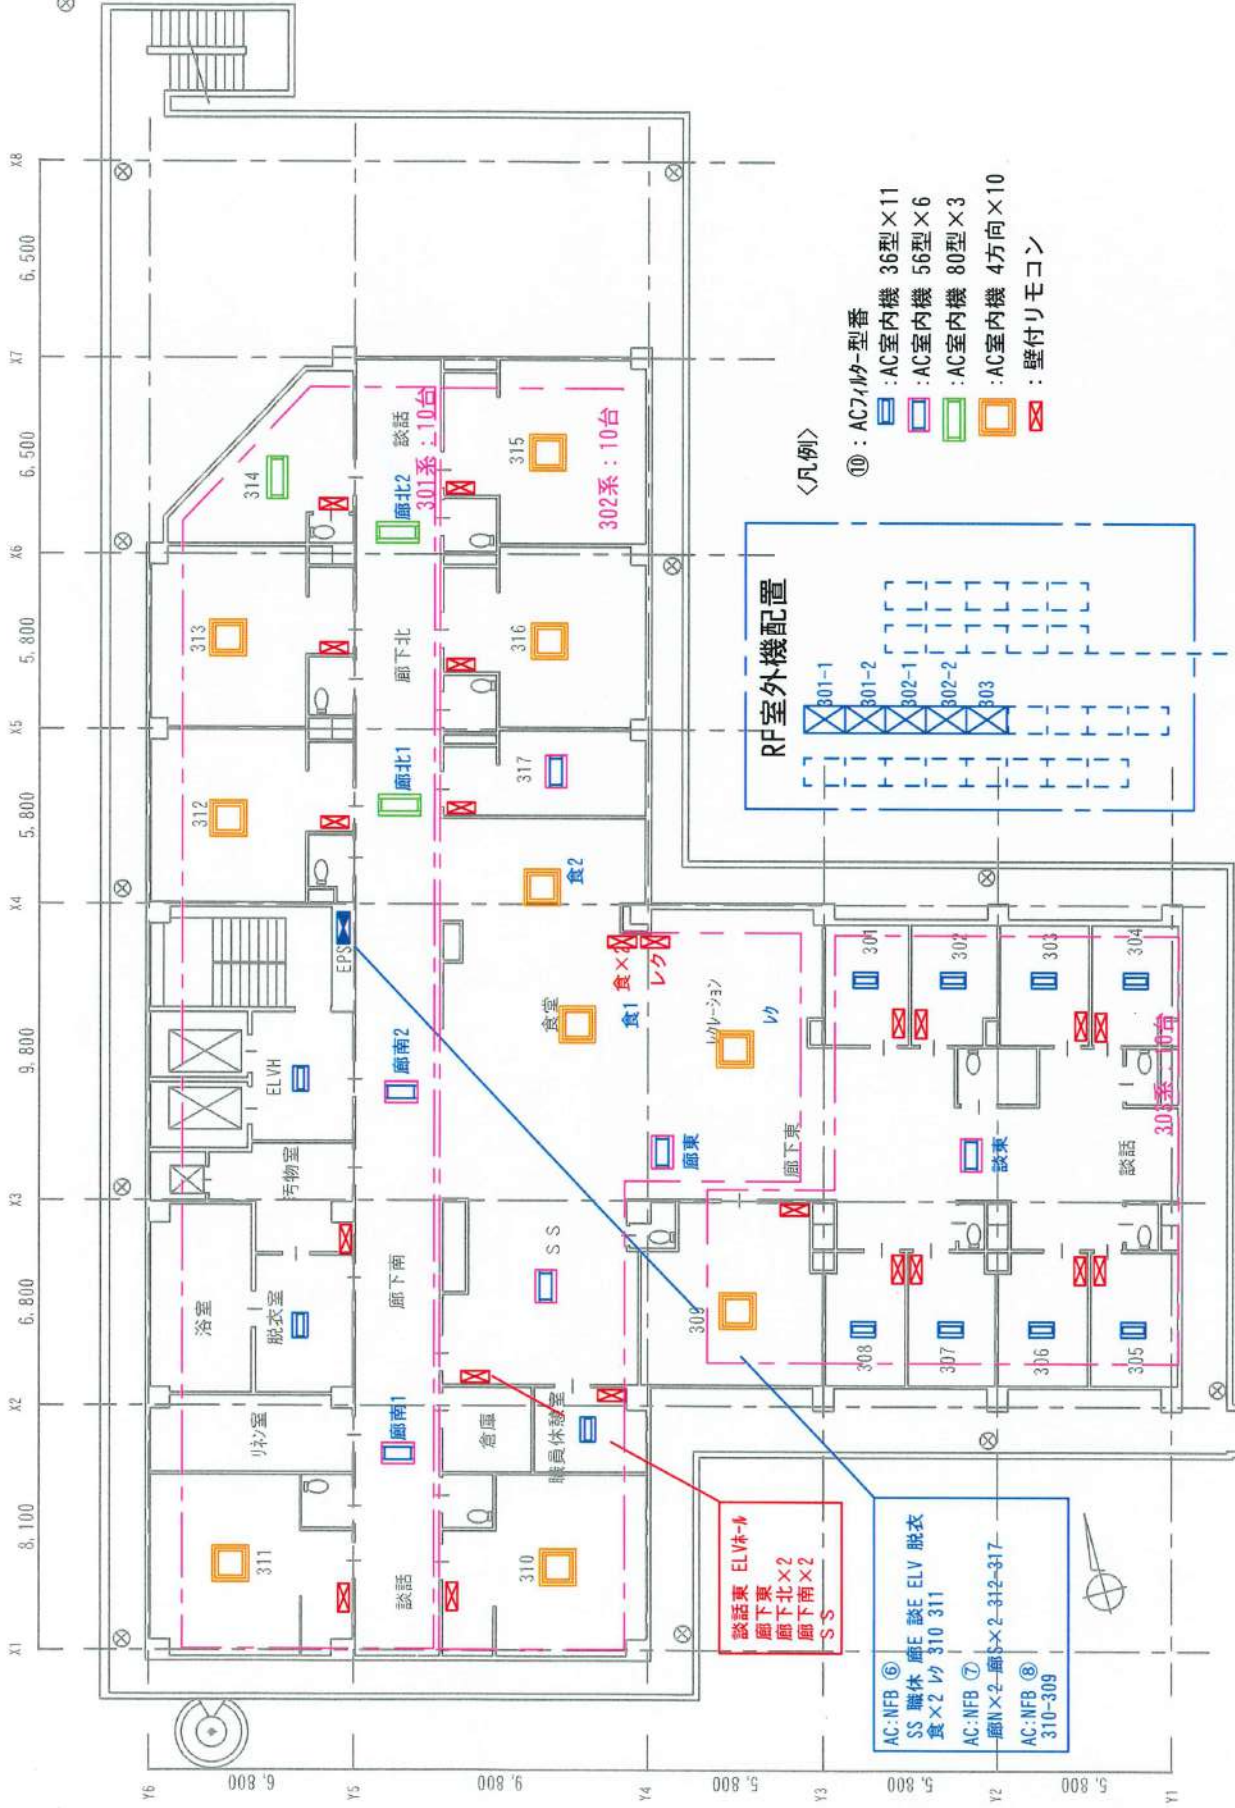 X1
X2
X3
X4
X5
X6
X7
X8
8,100
6,800
9,800
5,800
5,800
6,500
6,500
Y6
Y5
Y4
Y3
Y2
Y1
6,800
9,800
5,800
5,800
5,800
311
リネン室
浴室
脱衣室
汚物室
ELVH
EPS
312
313
314
談話
廊南1
廊下南
廊南2
廊北1
廊下北
廊北2
談話
301系：10台
310
倉庫
職員休憩室
SS
食堂
食1
食2
食×2
レク
317
316
315
302系：10台
309
廊東
廊下東
レクレーション
レク
308
307
306
305
談東
談話
301
302
303
304
303系：10台
談話東 ELVホール
廊下東
廊下北×2
廊下南×2
SS
AC:NFB ⑥
SS 職休 廊E 談E ELV 脱衣
食×2 レク 310 311
AC:NFB ⑦
廊N×2 廊S×2 312-317
AC:NFB ⑧
310-309
RF室外機配置
301-1
301-2
302-1
302-2
303
〈凡例〉
⑩：ACフィルター型番
：AC室内機 36型×11
：AC室内機 56型×6
：AC室内機 80型×3
：AC室内機 4方向×10
：壁付リモコン